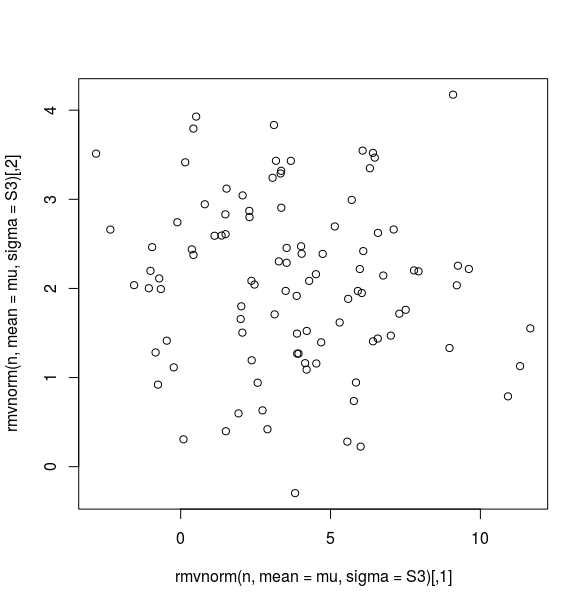 4
3
2
1
0
rmvnorm(n, mean = mu, sigma = S3)[,2]
0 5 10
rmvnorm(n, mean = mu, sigma = S3)[,1]